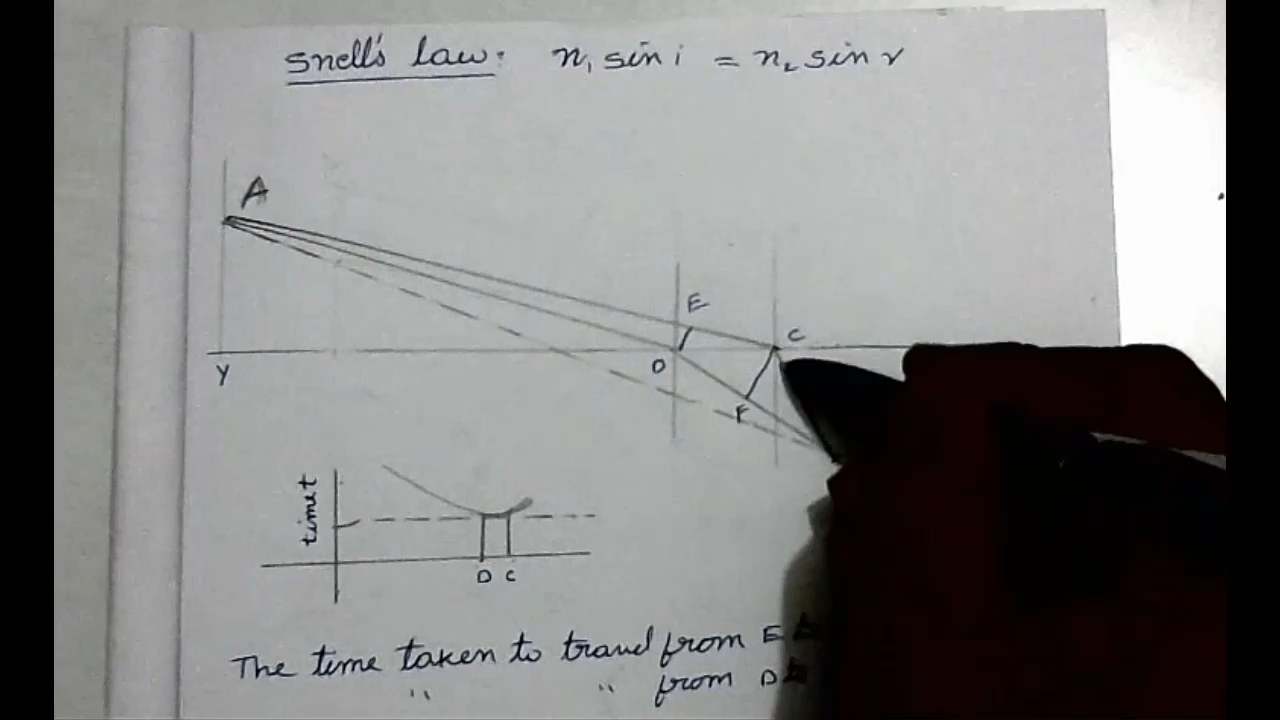 Snell's law: n₁ sin i = n₂ sin r
A
E
C
D
Y
F
time t
D C
The time taken to travel from E
" " from D